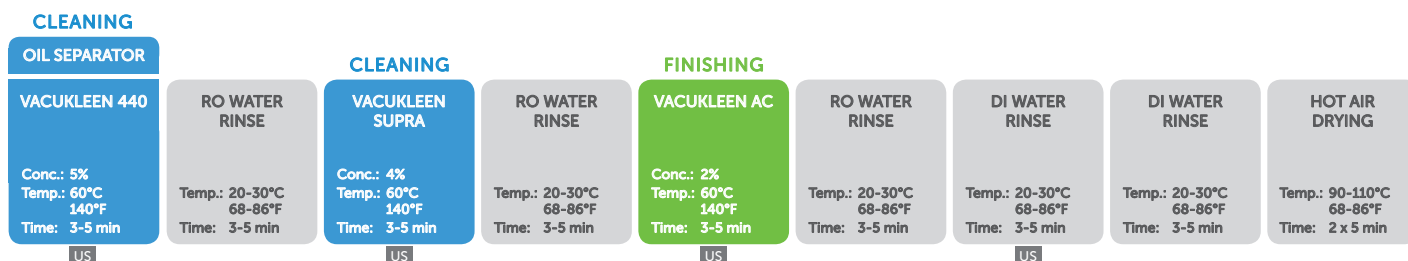 CLEANING
OIL SEPARATOR
VACUKLEEN 440
Conc.: 5%
Temp.: 60°C
140°F
Time: 3-5 min
US
RO WATER
RINSE
Temp.: 20-30°C
68-86°F
Time: 3-5 min
CLEANING
VACUKLEEN
SUPRA
Conc.: 4%
Temp.: 60°C
140°F
Time: 3-5 min
US
RO WATER
RINSE
Temp.: 20-30°C
68-86°F
Time: 3-5 min
FINISHING
VACUKLEEN AC
Conc.: 2%
Temp.: 60°C
140°F
Time: 3-5 min
US
RO WATER
RINSE
Temp.: 20-30°C
68-86°F
Time: 3-5 min
DI WATER
RINSE
Temp.: 20-30°C
68-86°F
Time: 3-5 min
US
DI WATER
RINSE
Temp.: 20-30°C
68-86°F
Time: 3-5 min
HOT AIR
DRYING
Temp.: 90-110°C
68-86°F
Time: 2 x 5 min